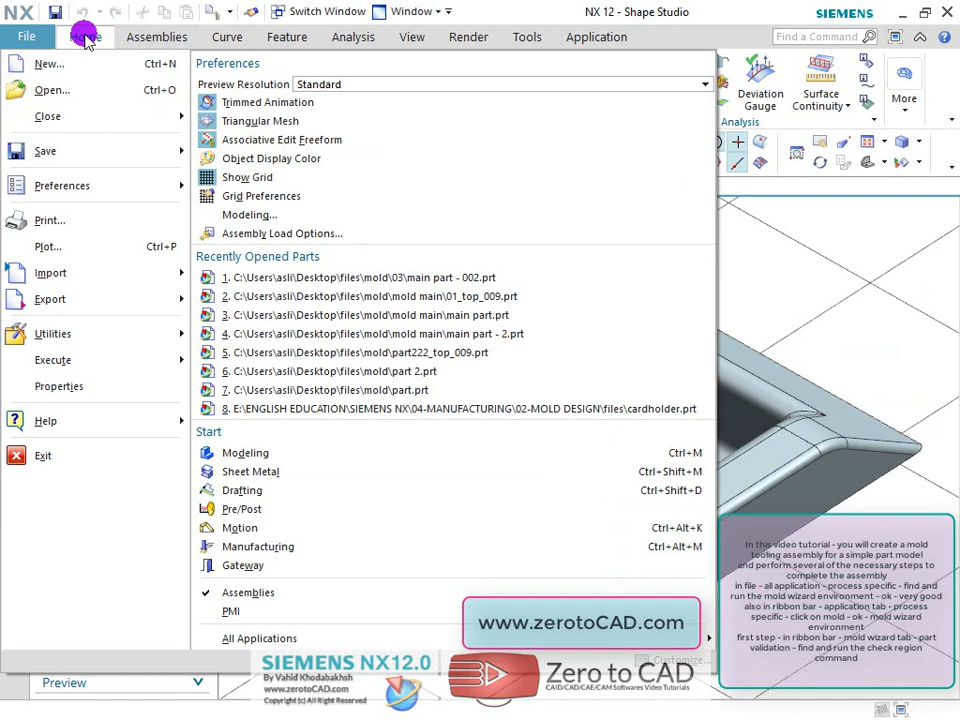 NX Switch Window Window NX 12 - Shape Studio SIEMENS
File Home Assemblies Curve Feature Analysis View Render Tools Application Find a Command
New... Ctrl+N
Open... Ctrl+O
Close
Save
Preferences
Print...
Plot... Ctrl+P
Import
Export
Utilities
Execute
Properties
Help
Exit
Preferences
Preview Resolution Standard
Trimmed Animation
Triangular Mesh
Associative Edit Freeform
Object Display Color
Show Grid
Grid Preferences
Modeling...
Assembly Load Options...
Recently Opened Parts
1. C:\Users\asli\Desktop\files\mold\03\main part - 002.prt
2. C:\Users\asli\Desktop\files\mold\mold main\01_top_009.prt
3. C:\Users\asli\Desktop\files\mold\mold main\main part.prt
4. C:\Users\asli\Desktop\files\mold\mold main\main part - 2.prt
5. C:\Users\asli\Desktop\files\mold\part222_top_009.prt
6. C:\Users\asli\Desktop\files\mold\part 2.prt
7. C:\Users\asli\Desktop\files\mold\part.prt
8. E:\ENGLISH EDUCATION\SIEMENS NX\04-MANUFACTURING\02-MOLD DESIGN\files\cardholder.prt
Start
Modeling Ctrl+M
Sheet Metal Ctrl+Shift+M
Drafting Ctrl+Shift+D
Pre/Post
Motion Ctrl+Alt+K
Manufacturing Ctrl+Alt+M
Gateway
Assemblies
PMI
All Applications
Customize...
Deviation
Gauge
Surface
Continuity
More
Analysis
In this video tutorial - you will create a mold
tooling assembly for a simple part model
and perform several of the necessary steps to
complete the assembly
in file - all application - process specific - find and
run the mold wizard environment - ok - very good
also in ribbon bar - application tab - process
specific - click on mold - ok - mold wizard
environment
first step - in ribbon bar - mold wizard tab - part
validation - find and run the check region
command
www.zerotoCAD.com
Preview
SIEMENS NX12.0
By Vahid Khodabakhsh
www.zerotoCAD.com
Copyright (c) All Rights Reserved
Zero to CAD
CAD/CAD/CAE/CAM Softwares Video Tutorials